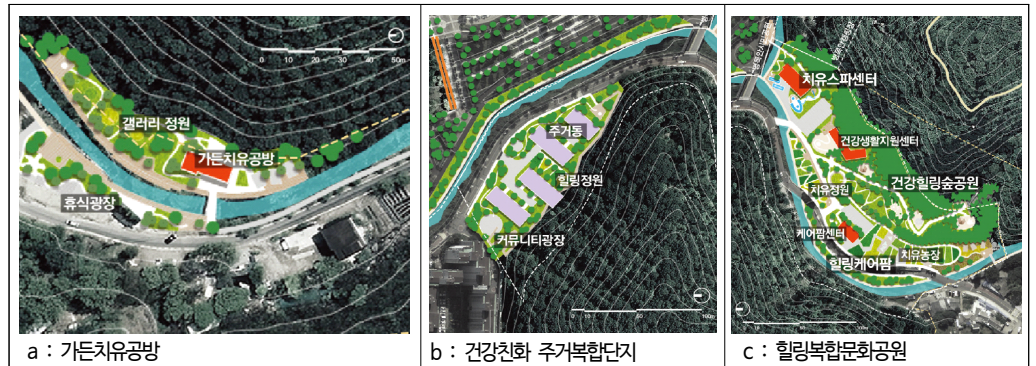 0 10 20 30 40 50m
갤러리 정원
가든치유공방
휴식광장
a : 가든치유공방
주거동
힐링정원
커뮤니티광장
100m
b : 건강친화 주거복합단지
치유스파센터
건강생활지원센터
건강힐링숲공원
치유정원
케어팜센터
힐링케어팜
치유농장
100m
c : 힐링복합문화공원